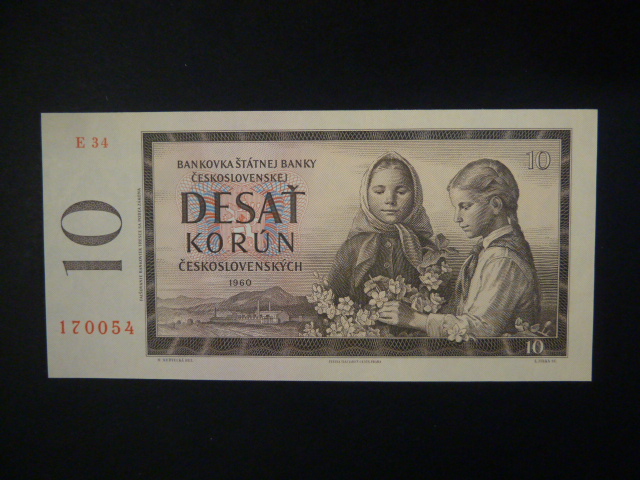 E 34
10
170054
BANKOVKA ŠTÁTNEJ BANKY
ČESKOSLOVENSKEJ
DESAŤ
KORÚN
ČESKOSLOVENSKÝCH
1960
10
10